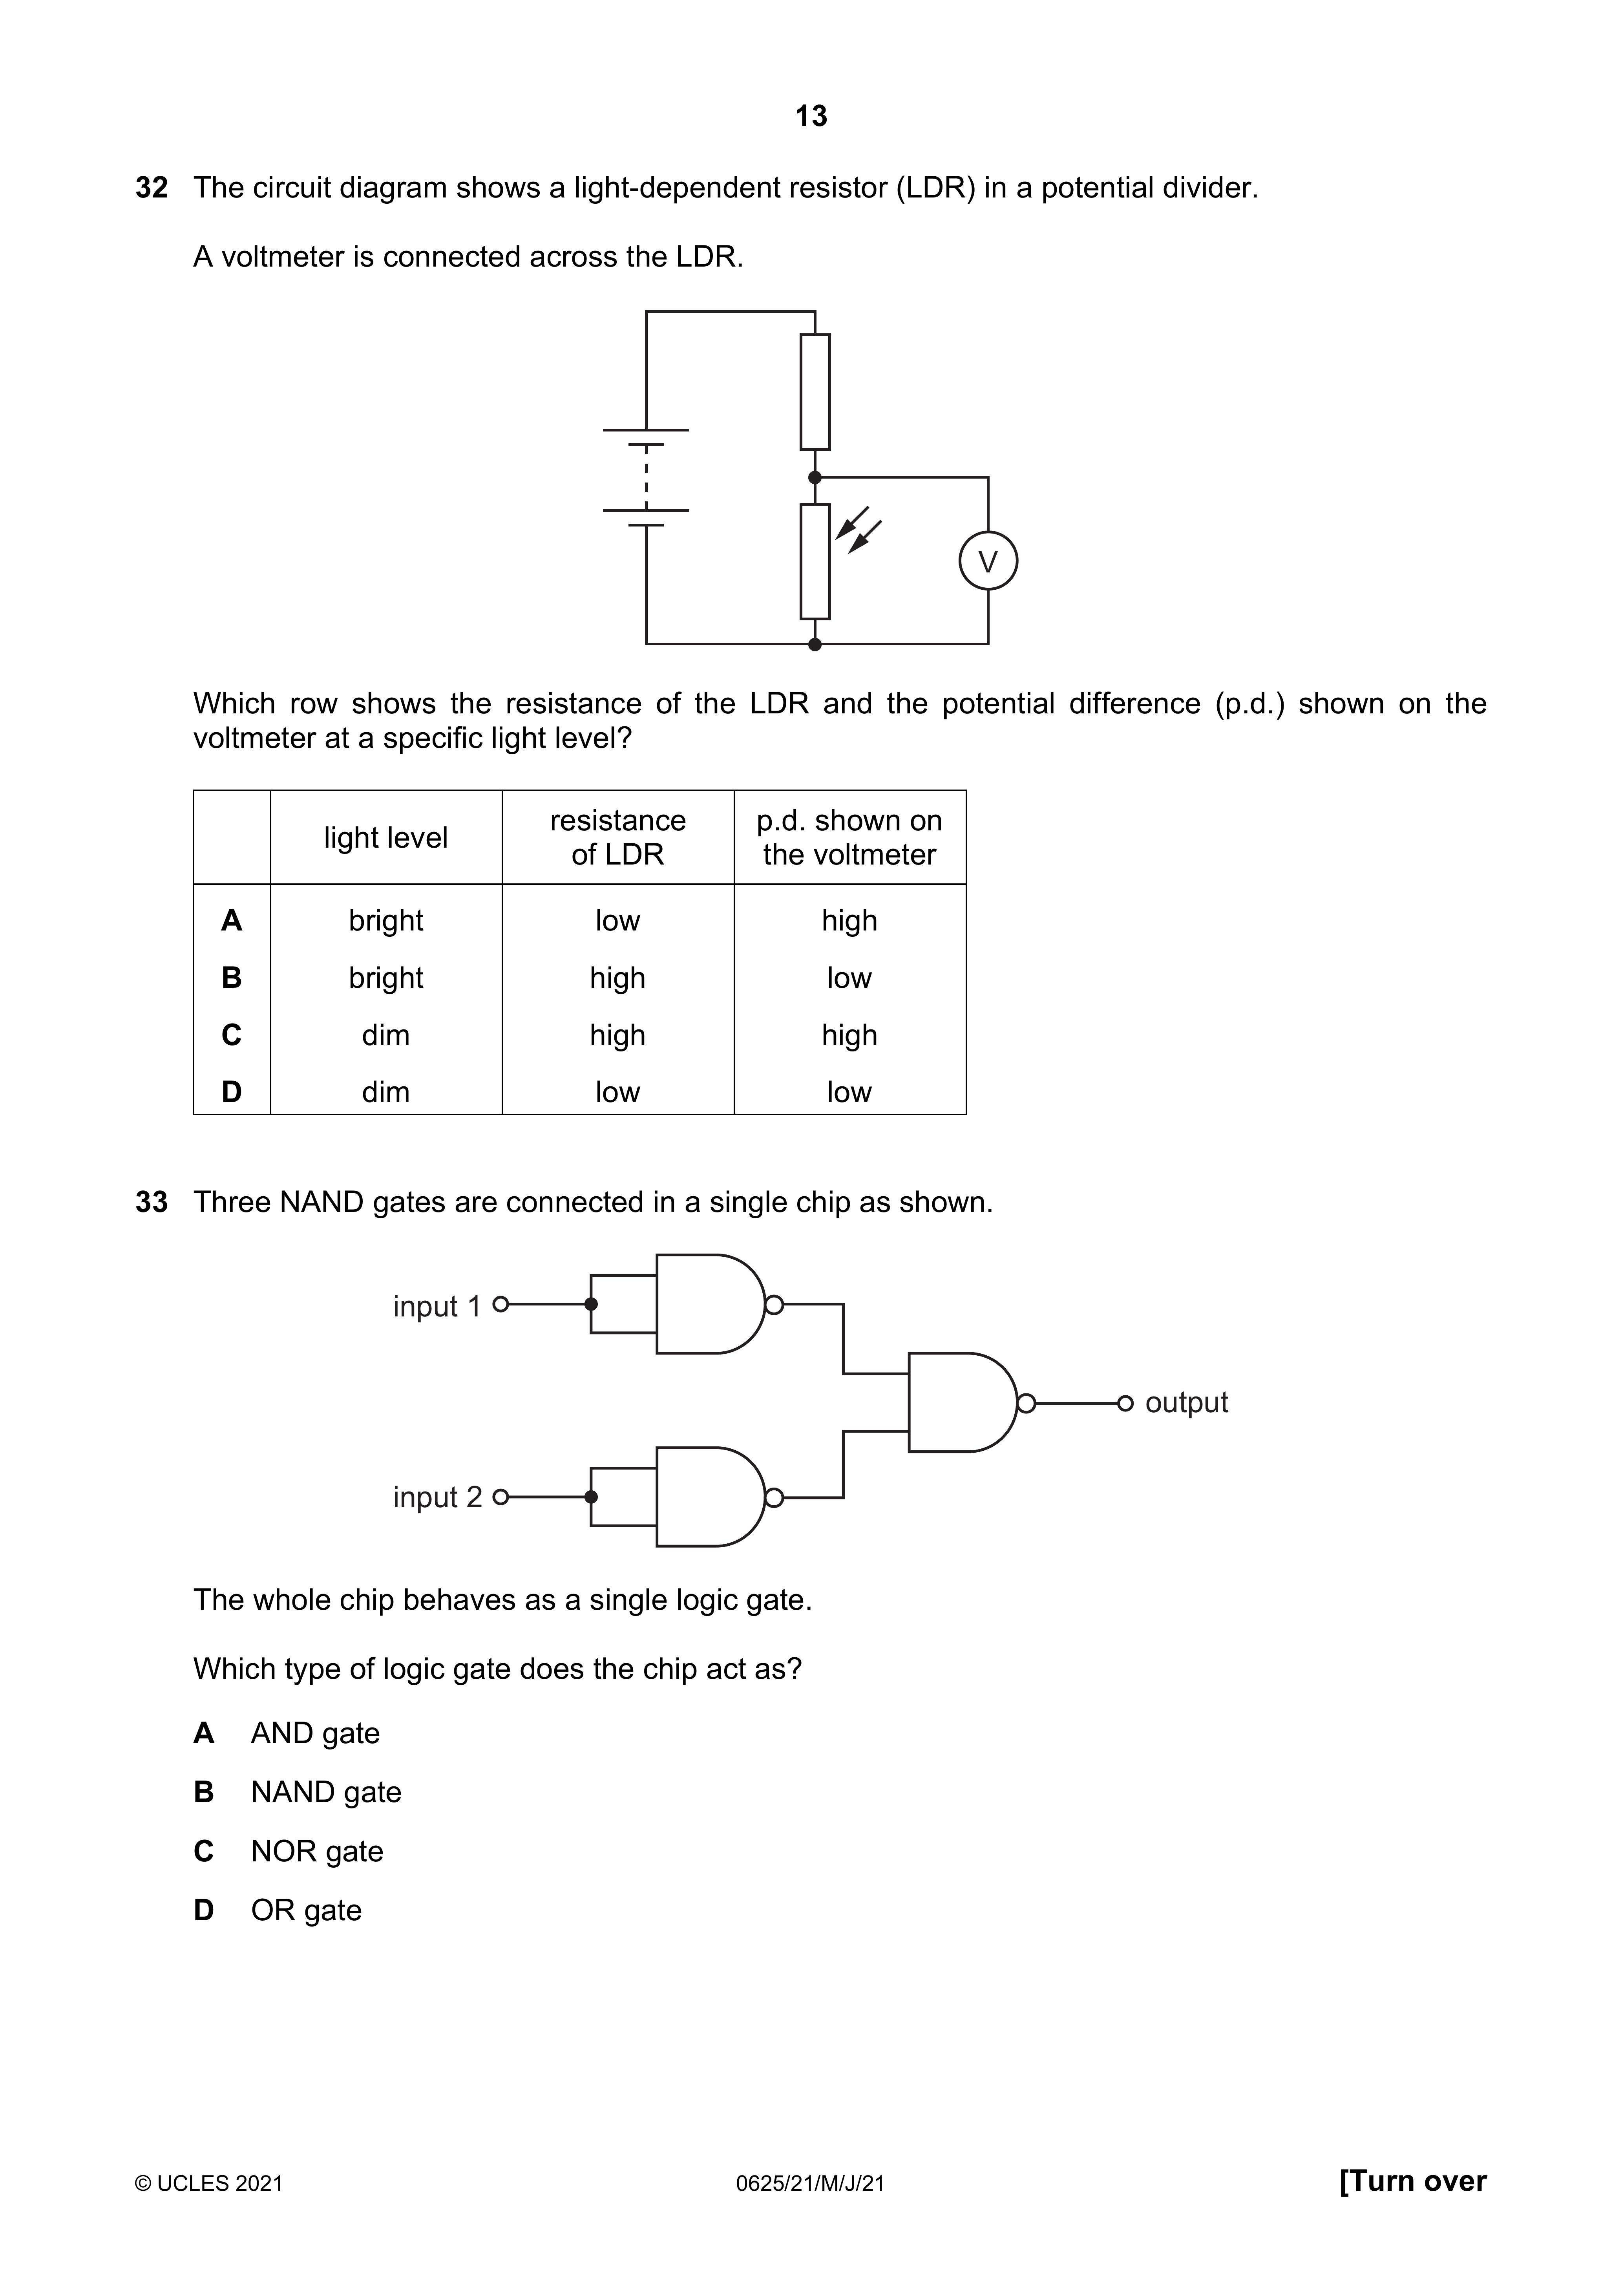 13
32 The circuit diagram shows a light-dependent resistor (LDR) in a potential divider.
A voltmeter is connected across the LDR.
V
Which row shows the resistance of the LDR and the potential difference (p.d.) shown on the
voltmeter at a specific light level?
light level resistance of LDR p.d. shown on the voltmeter
A bright low high
B bright high low
C dim high high
D dim low low
33 Three NAND gates are connected in a single chip as shown.
input 1
output
input 2
The whole chip behaves as a single logic gate.
Which type of logic gate does the chip act as?
A AND gate
B NAND gate
C NOR gate
D OR gate
© UCLES 2021 0625/21/M/J/21 [Turn over